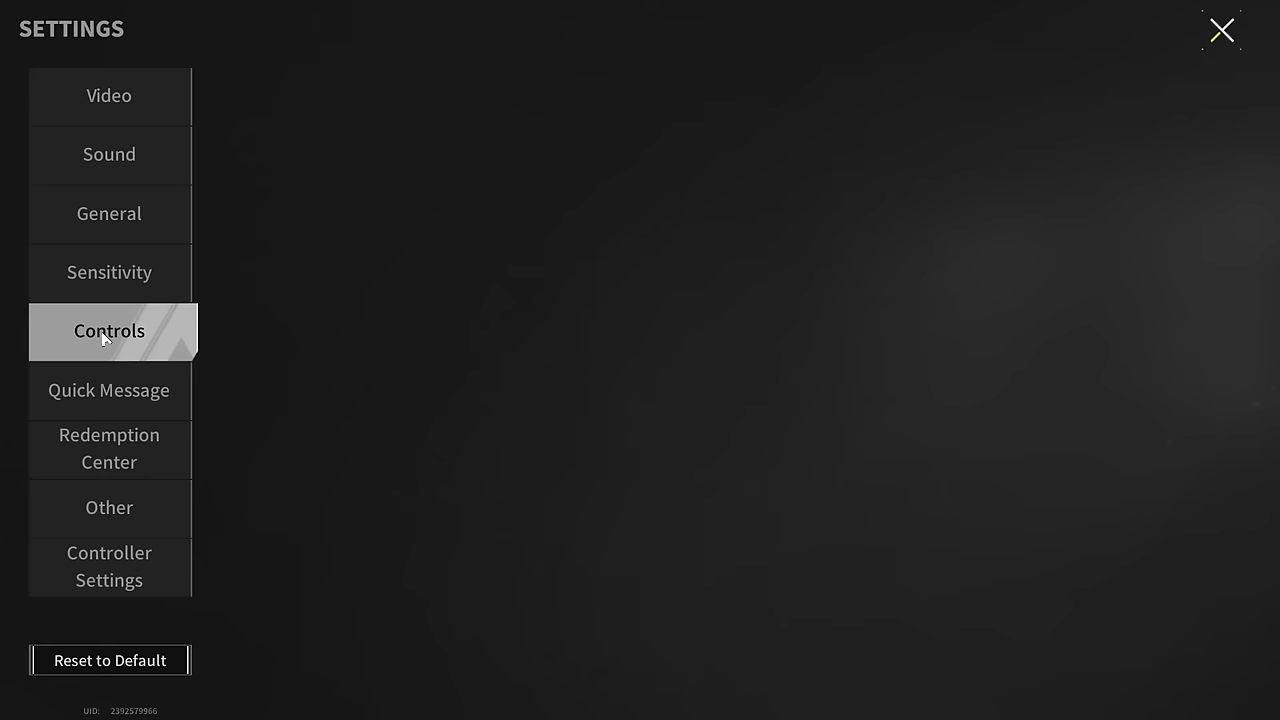 SETTINGS
Video
Sound
General
Sensitivity
Controls
Quick Message
Redemption
Center
Other
Controller
Settings
Reset to Default
UID: 2392579966